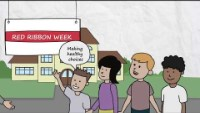 RED RIBBON WEEK
Making
healthy
choices